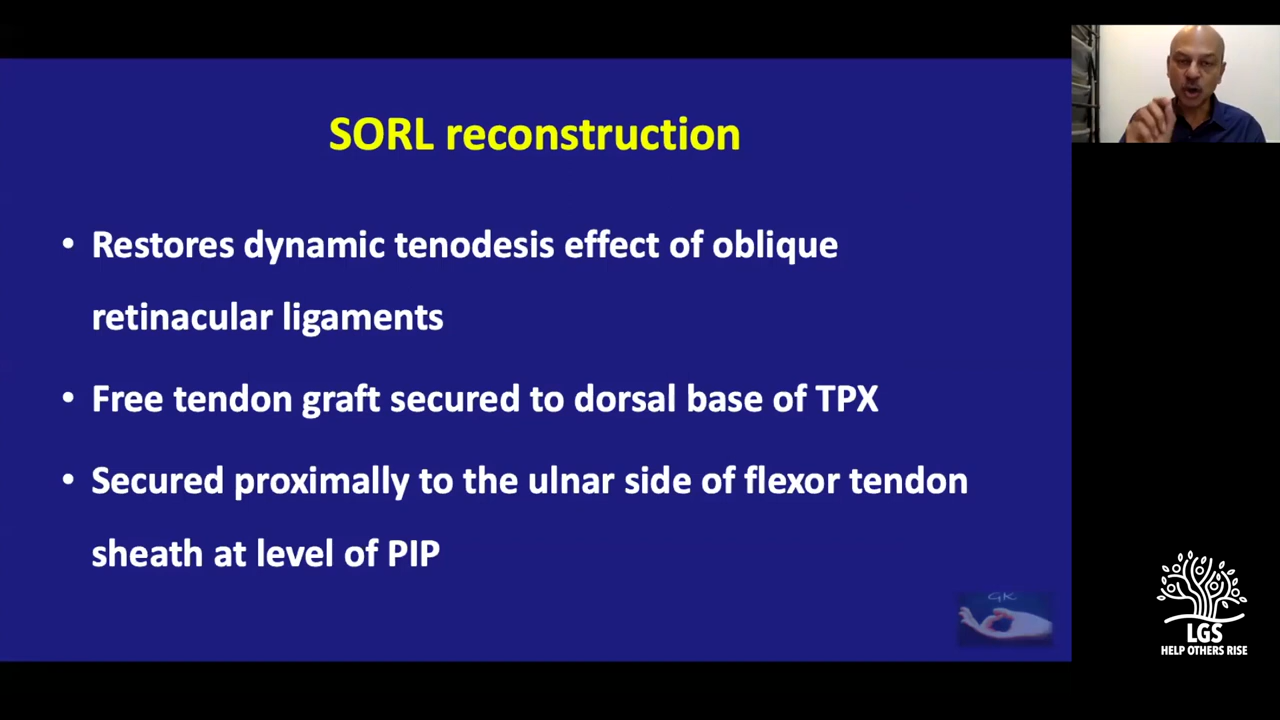 SORL reconstruction
• Restores dynamic tenodesis effect of oblique
retinacular ligaments
• Free tendon graft secured to dorsal base of TPX
• Secured proximally to the ulnar side of flexor tendon
sheath at level of PIP
GK
LGS
HELP OTHERS RISE